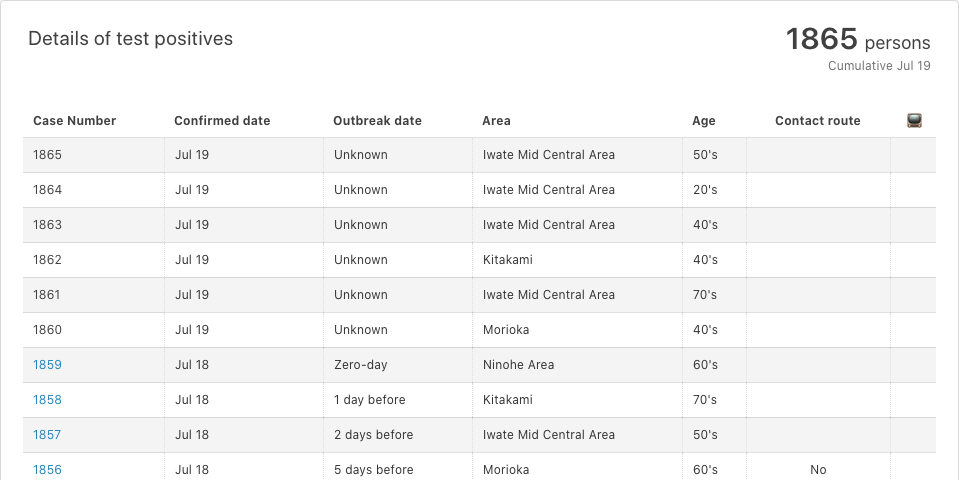 Details of test positives
1865 persons
Cumulative Jul 19
Case Number Confirmed date Outbreak date Area Age Contact route
1865 Jul 19 Unknown Iwate Mid Central Area 50's
1864 Jul 19 Unknown Iwate Mid Central Area 20's
1863 Jul 19 Unknown Iwate Mid Central Area 40's
1862 Jul 19 Unknown Kitakami 40's
1861 Jul 19 Unknown Iwate Mid Central Area 70's
1860 Jul 19 Unknown Morioka 40's
1859 Jul 18 Zero-day Ninohe Area 60's
1858 Jul 18 1 day before Kitakami 70's
1857 Jul 18 2 days before Iwate Mid Central Area 50's
1856 Jul 18 5 days before Morioka 60's No